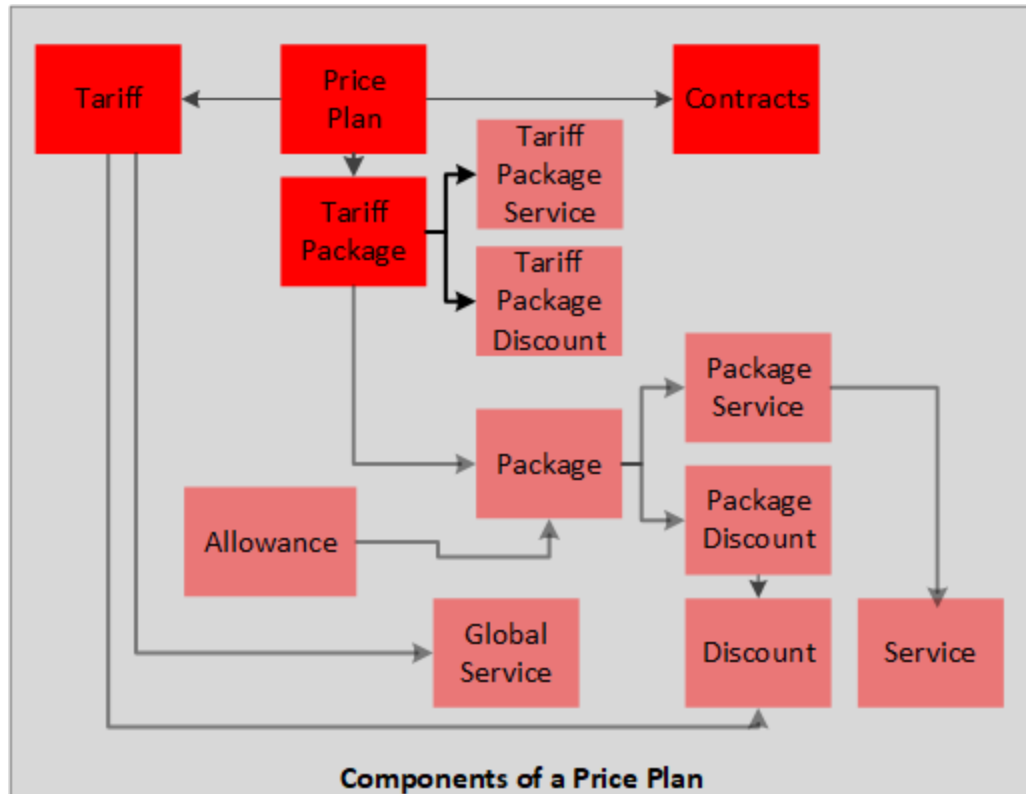 Tariff
Price
Plan
Contracts
Tariff
Package
Service
Tariff
Package
Tariff
Package
Discount
Package
Service
Package
Package
Discount
Allowance
Global
Service
Discount
Service
Components of a Price Plan